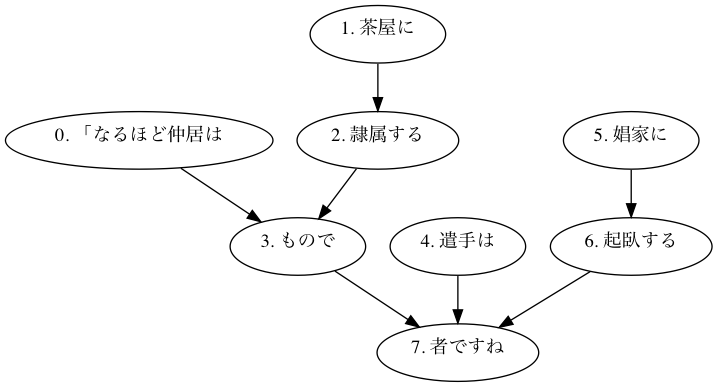 1. 茶屋に
0. 「なるほど仲居は
2. 隷属する
5. 娼家に
3. もので
4. 遣手は
6. 起臥する
7. 者ですね